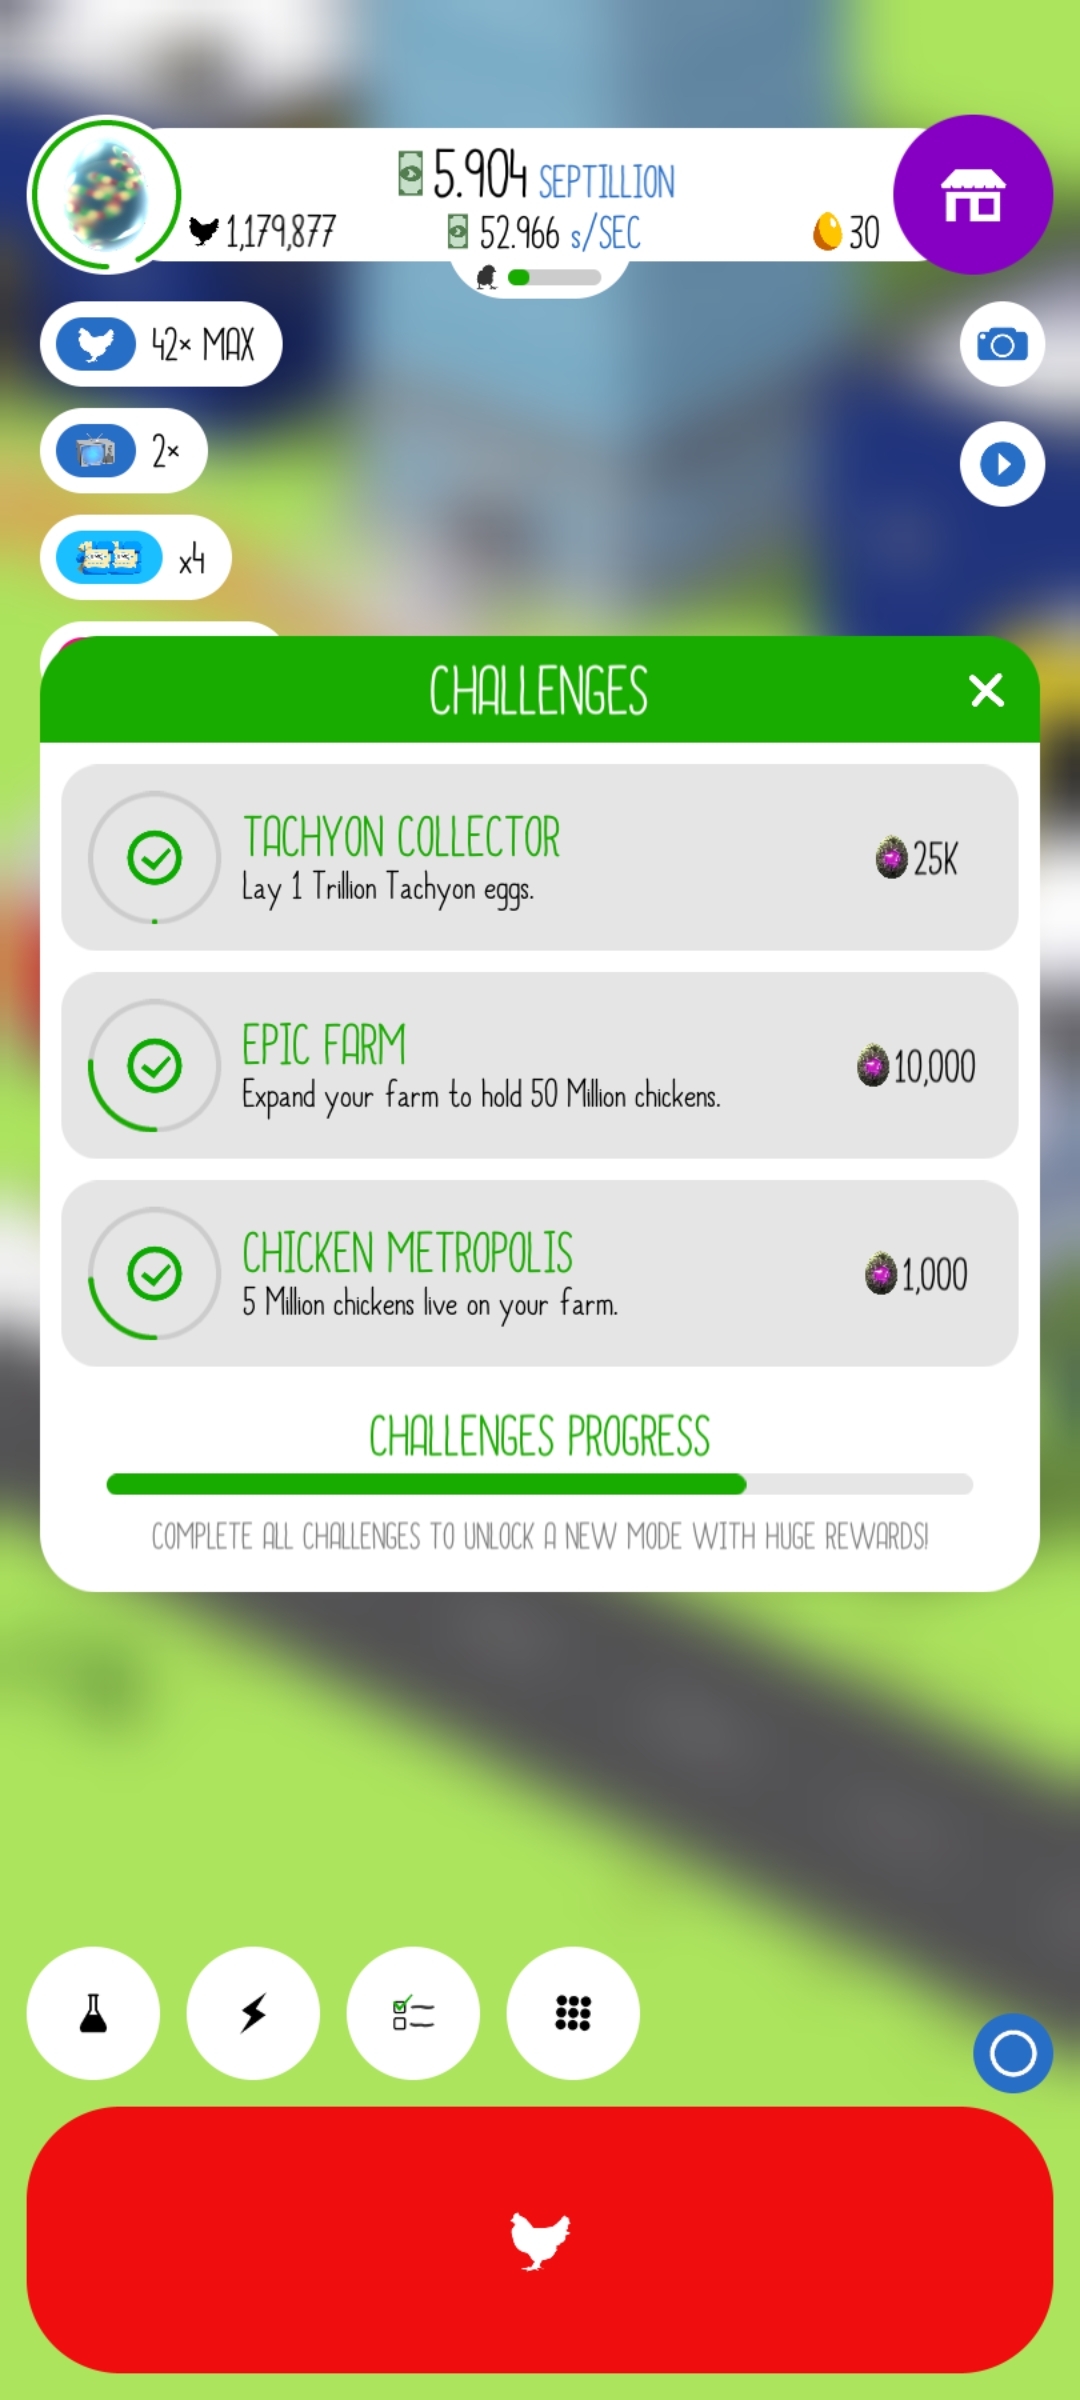 5.904 SEPTILLION
1,179,877
52.966 s/SEC
30
42× MAX
2×
x4
CHALLENGES
TACHYON COLLECTOR
Lay 1 Trillion Tachyon eggs.
25K
EPIC FARM
Expand your farm to hold 50 Million chickens.
10,000
CHICKEN METROPOLIS
5 Million chickens live on your farm.
1,000
CHALLENGES PROGRESS
COMPLETE ALL CHALLENGES TO UNLOCK A NEW MODE WITH HUGE REWARDS!